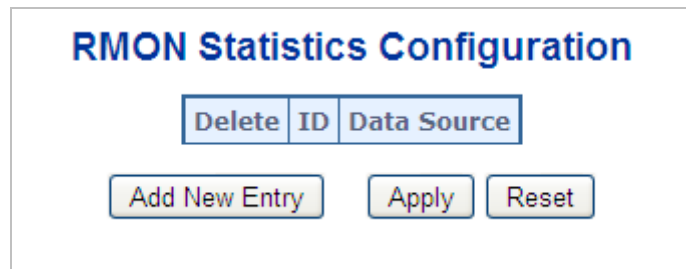 RMON Statistics Configuration
Delete ID Data Source
Add New Entry Apply Reset